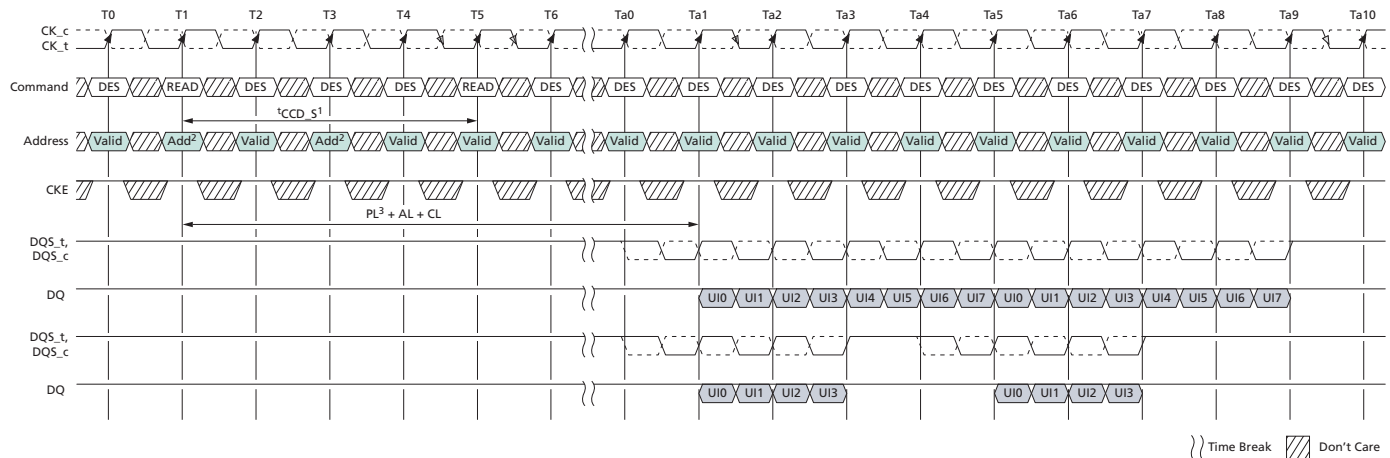 T0 T1 T2 T3 T4 T5 T6 Ta0 Ta1 Ta2 Ta3 Ta4 Ta5 Ta6 Ta7 Ta8 Ta9 Ta10
CK_c
CK_t
Command DES READ DES DES DES READ DES DES DES DES DES DES DES DES DES DES DES DES
tCCD_S1
Address Valid Add2 Valid Add2 Valid Valid Valid Valid Valid Valid Valid Valid Valid Valid Valid Valid Valid Valid
CKE
PL3 + AL + CL
DQS_t,
DQS_c
DQ UI0 UI1 UI2 UI3 UI4 UI5 UI6 UI7 UI0 UI1 UI2 UI3 UI4 UI5 UI6 UI7
DQS_t,
DQS_c
DQ UI0 UI1 UI2 UI3 UI0 UI1 UI2 UI3
Time Break Don't Care